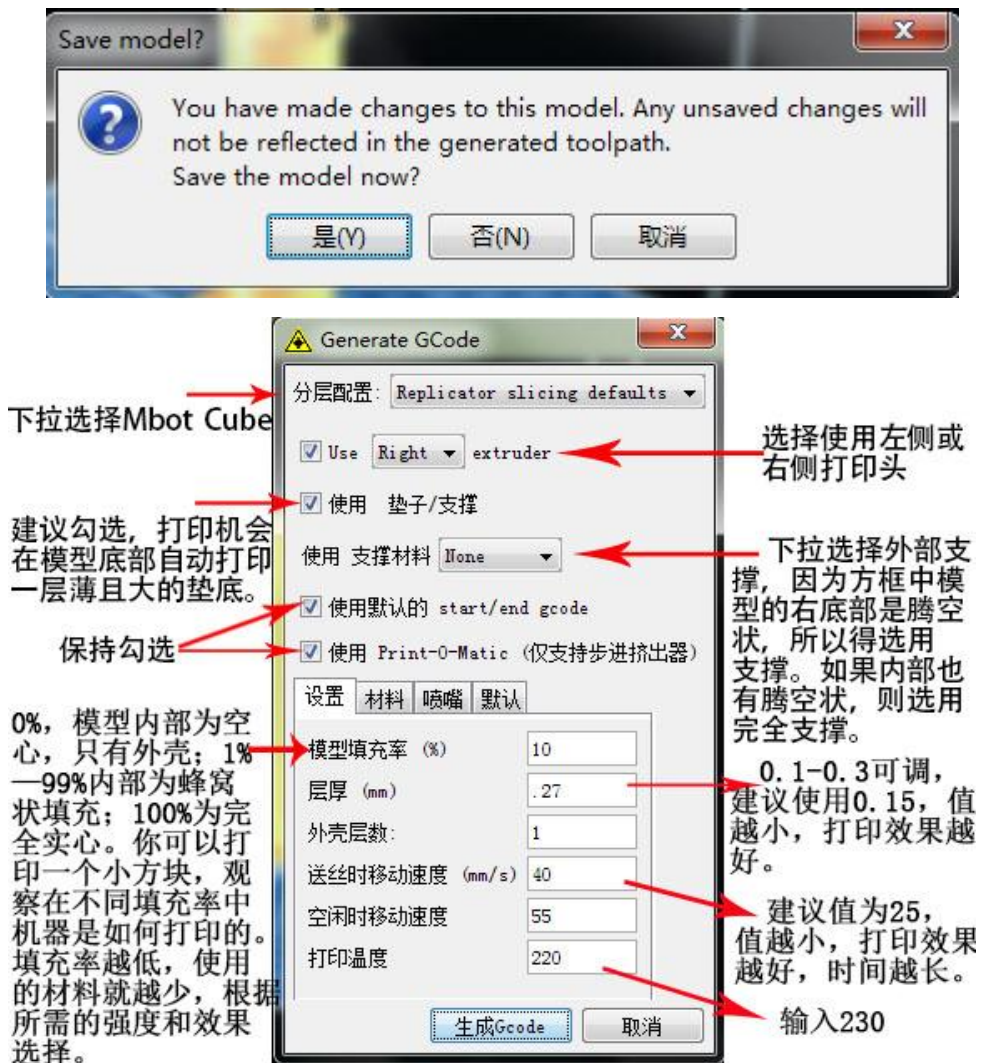 Save model?
You have made changes to this model. Any unsaved changes will
not be reflected in the generated toolpath.
Save the model now?
是(Y)
否(N)
取消
Generate GCode
分层配置: Replicator slicing defaults
下拉选择Mbot Cube
Use Right extruder
选择使用左侧或
右侧打印头
使用 垫子/支撑
建议勾选，打印机会
在模型底部自动打印
一层薄且大的垫底。
使用 支撑材料 None
下拉选择外部支
撑，因为方框中模
型的右底部是腾空
状，所以得选用
支撑。如果内部也
有腾空状，则选用
完全支撑。
使用默认的 start/end gcode
保持勾选
使用 Print-O-Matic (仅支持步进挤出器)
设置 材料 喷嘴 默认
0%，模型内部为空
心，只有外壳；1%
—99%内部为蜂窝
状填充；100%为完
全实心。你可以打
印一个小方块，观
察在不同填充率中
机器是如何打印的。
填充率越低，使用
的材料就越少，根据
所需的强度和效果
选择。
模型填充率 (%) 10
层厚 (mm) .27
0.1-0.3可调，
建议使用0.15，值
越小，打印效果越
好。
外壳层数: 1
送丝时移动速度 (mm/s) 40
建议值为25，
值越小，打印效果
越好，时间越长。
空闲时移动速度 55
打印温度 220
输入230
生成Gcode
取消